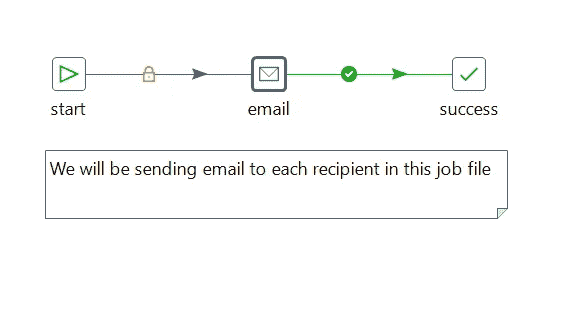 start
email
success
We will be sending email to each recipient in this job file